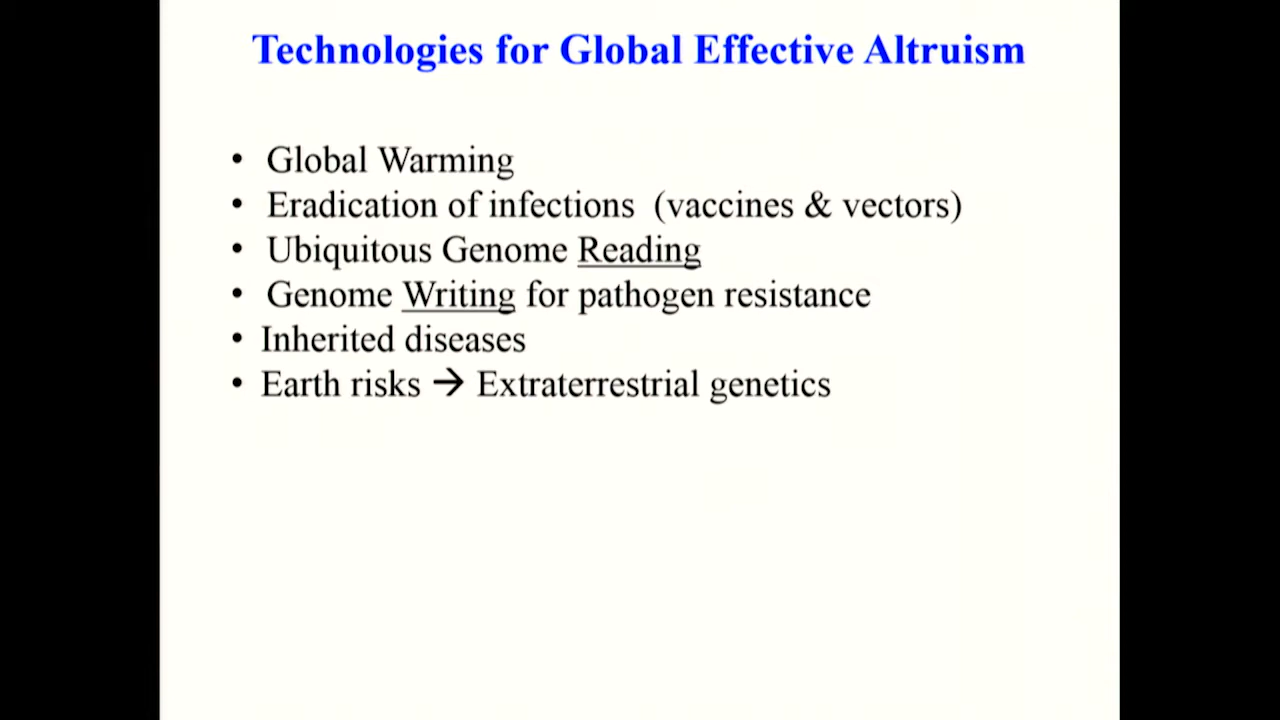 Technologies for Global Effective Altruism
• Global Warming
• Eradication of infections (vaccines & vectors)
• Ubiquitous Genome Reading
• Genome Writing for pathogen resistance
• Inherited diseases
• Earth risks → Extraterrestrial genetics